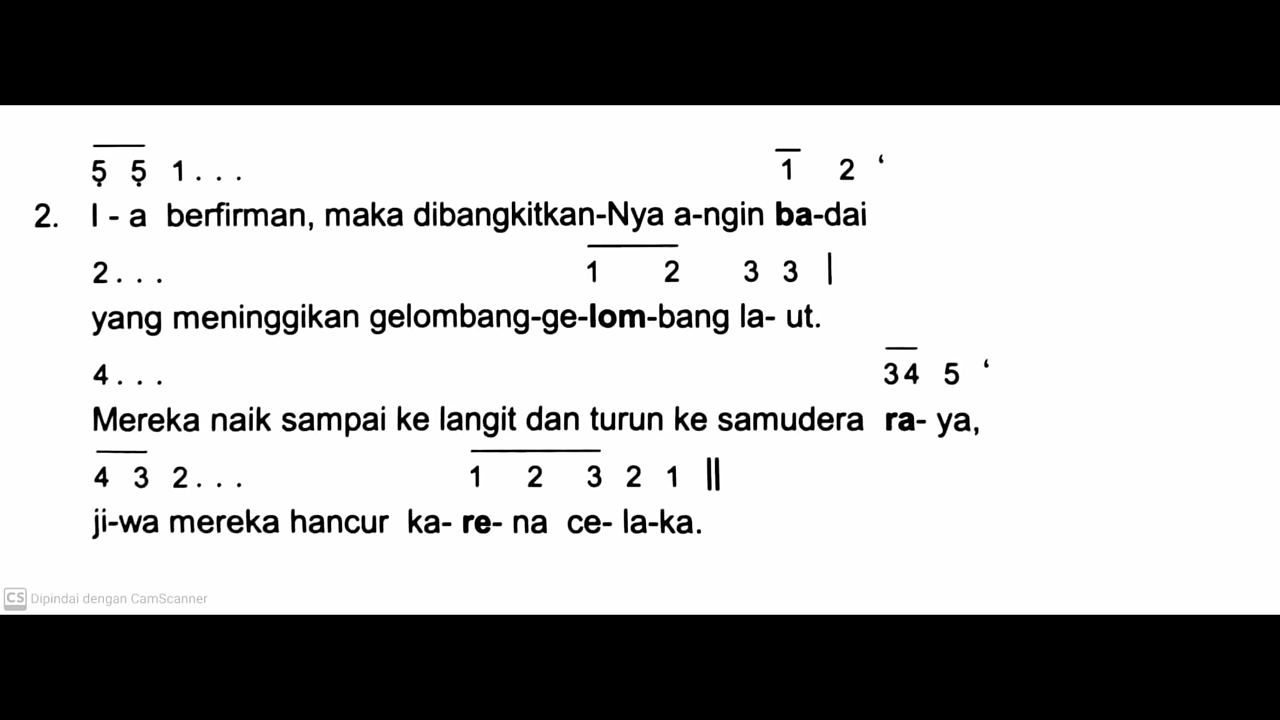 5̣ 5̣ 1 . . . 1 2 ‘
2. I - a berfirman, maka dibangkitkan-Nya a-ngin ba-dai
2 . . . 1 2 3 3 |
yang meninggikan gelombang-ge-lom-bang la- ut.
4 . . . 3 4 5 ‘
Mereka naik sampai ke langit dan turun ke samudera ra- ya,
4 3 2 . . . 1 2 3 2 1 ||
ji-wa mereka hancur ka- re- na ce- la-ka.
CS Dipindai dengan CamScanner